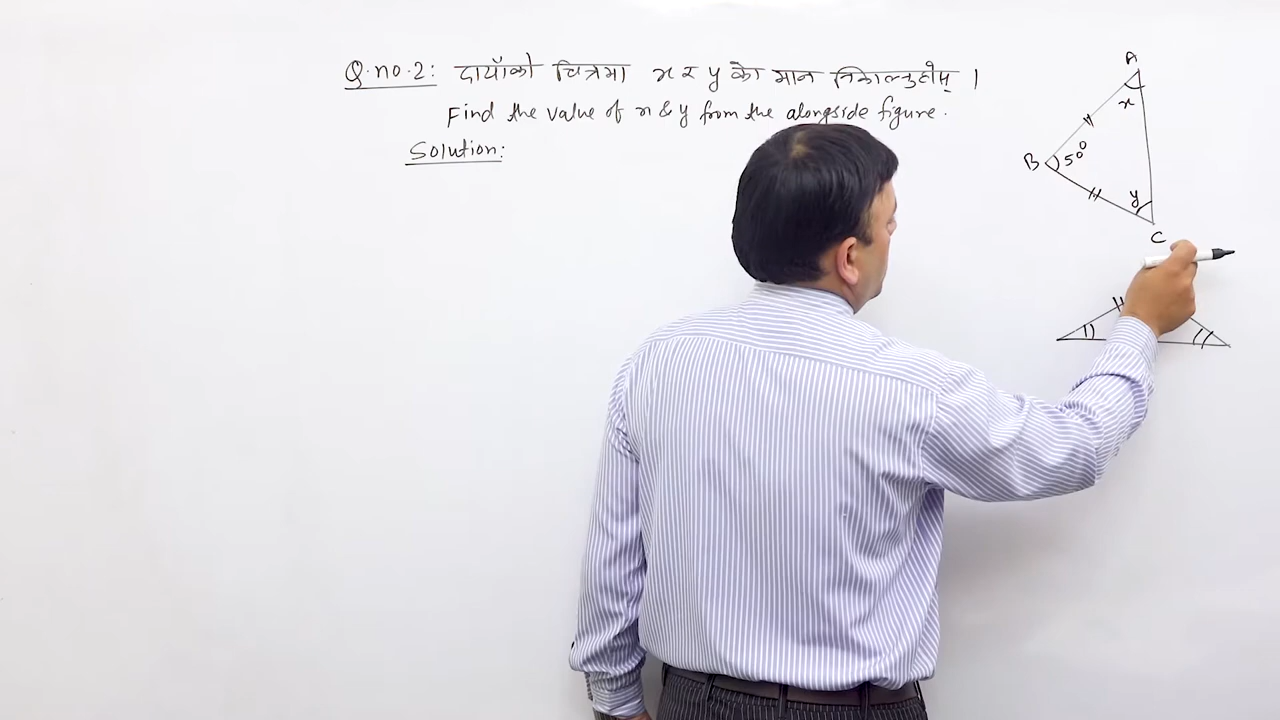 Q.no.2: दायाँको चित्रमा x र y को मान निकाल्नुहोस् ।
Find the value of x & y from the alongside figure.
Solution:
A
x
B 50°
y
C